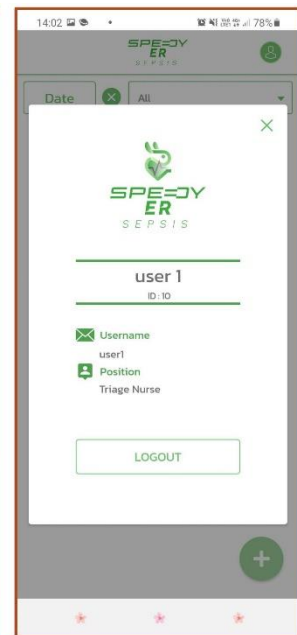 14:02
78%
SPEEDY
ER
SEPSIS
Date
All
SPEEDY
ER
SEPSIS
user 1
ID : 10
Username
user1
Position
Triage Nurse
LOGOUT